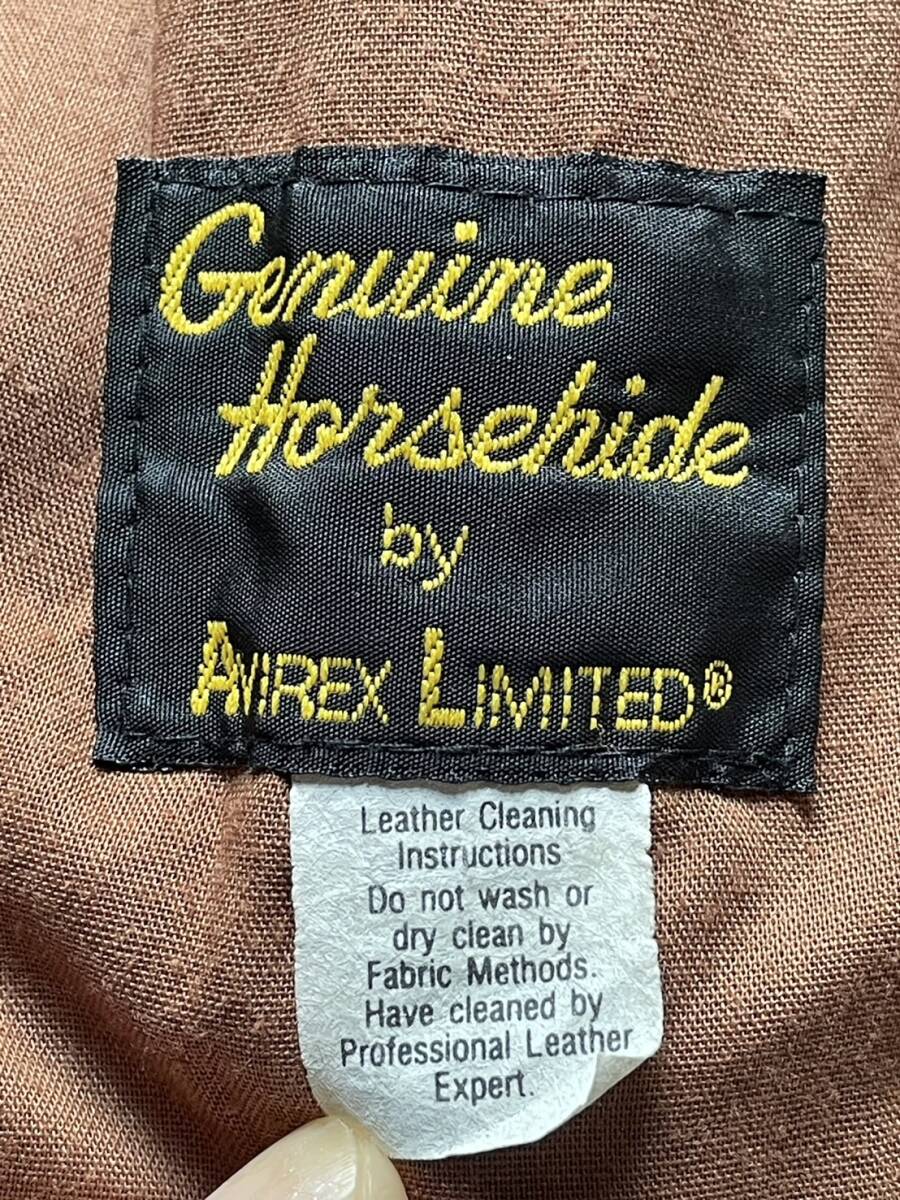 Genuine
Horsehide
by
AVIREX LIMITED®
Leather Cleaning
Instructions
Do not wash or
dry clean by
Fabric Methods.
Have cleaned by
Professional Leather
Expert.